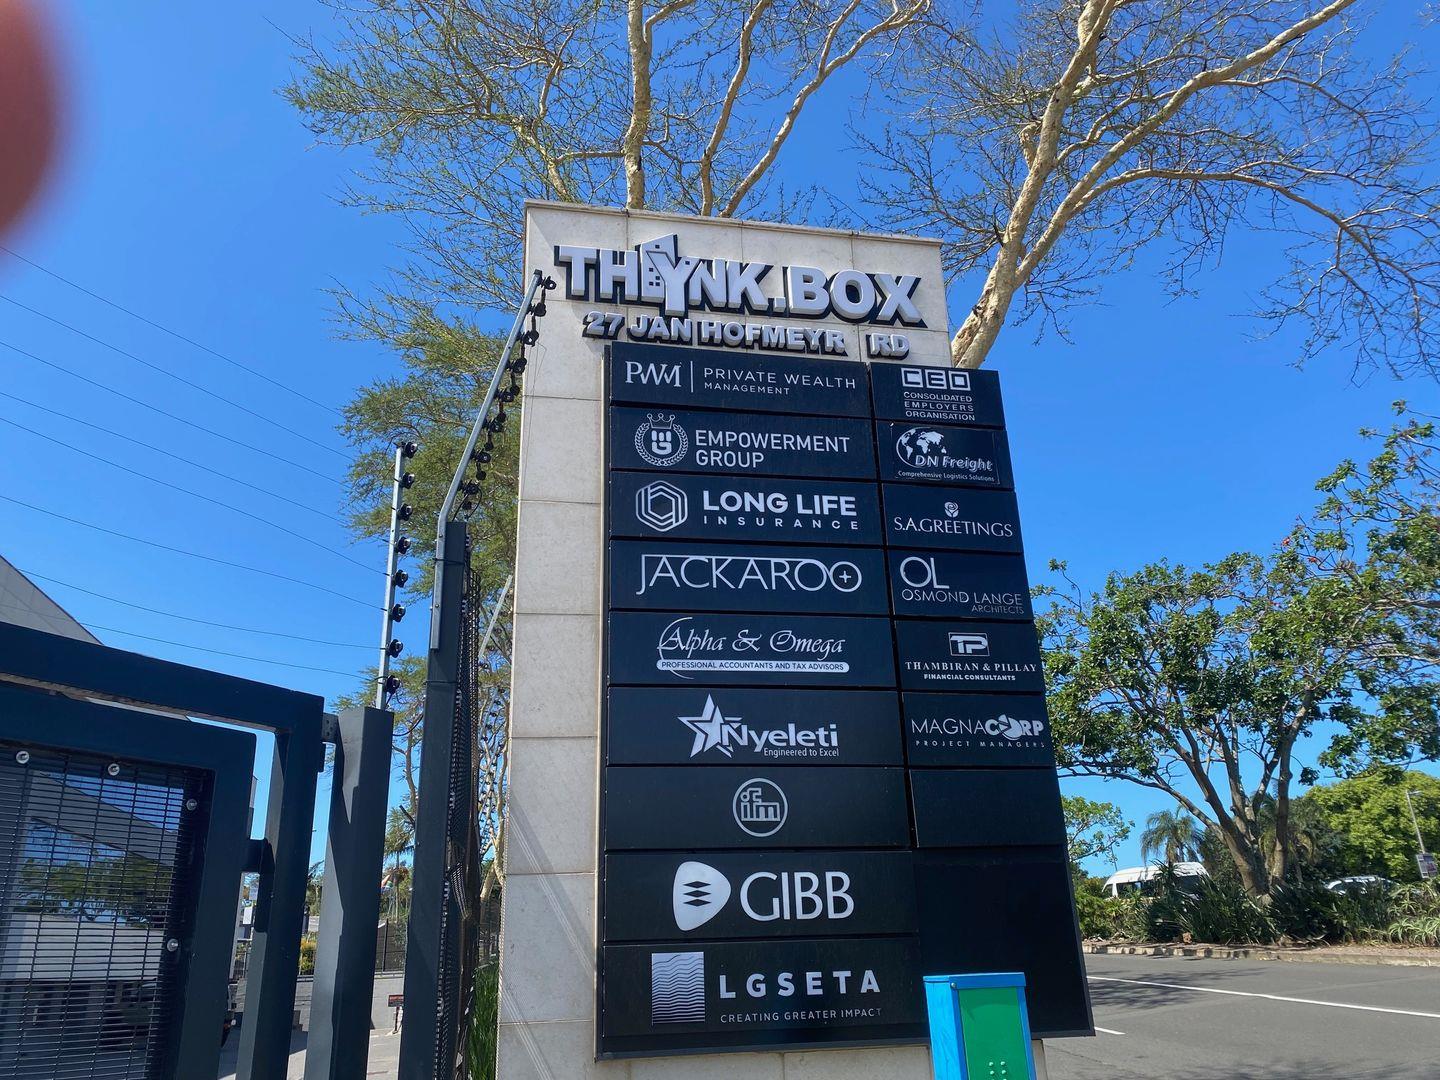 THYNK.BOX
27 JAN HOFMEYR RD
PWM PRIVATE WEALTH
MANAGEMENT
EMPOWERMENT
GROUP
LONG LIFE
INSURANCE
JACKAROO
Alpha & Omega
PROFESSIONAL ACCOUNTANTS AND TAX ADVISORS
Nyeleti
Engineered to Excel
ifm
GIBB
LGSETA
CREATING GREATER IMPACT
CEO
CONSOLIDATED
EMPLOYERS
ORGANISATION
DN Freight
Comprehensive Logistics Solutions
S.A.GREETINGS
OL
OSMOND LANGE
ARCHITECTS
TP
THAMBIRAN & PILLAY
FINANCIAL CONSULTANTS
MAGNACORP
PROJECT MANAGERS